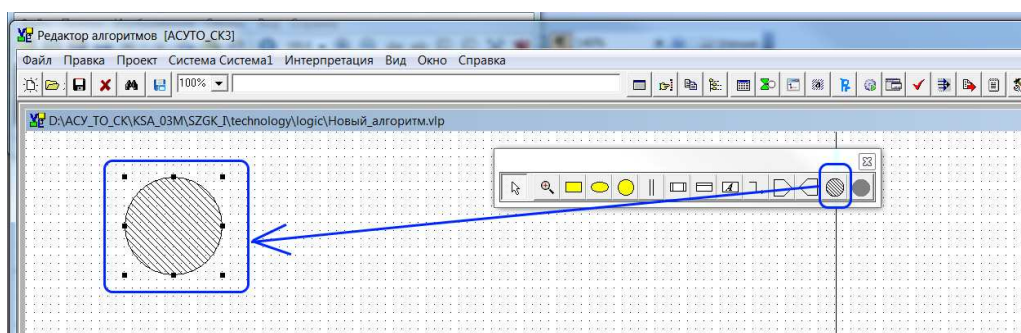 Редактор алгоритмов [АСУТО_СК3]
Файл Правка Проект Система Система1 Интерпретация Вид Окно Справка
100%
D:\ACY_TO_CK\KSA_03M\SZGK_I\technology\logic\Новый_алгоритм.vlp